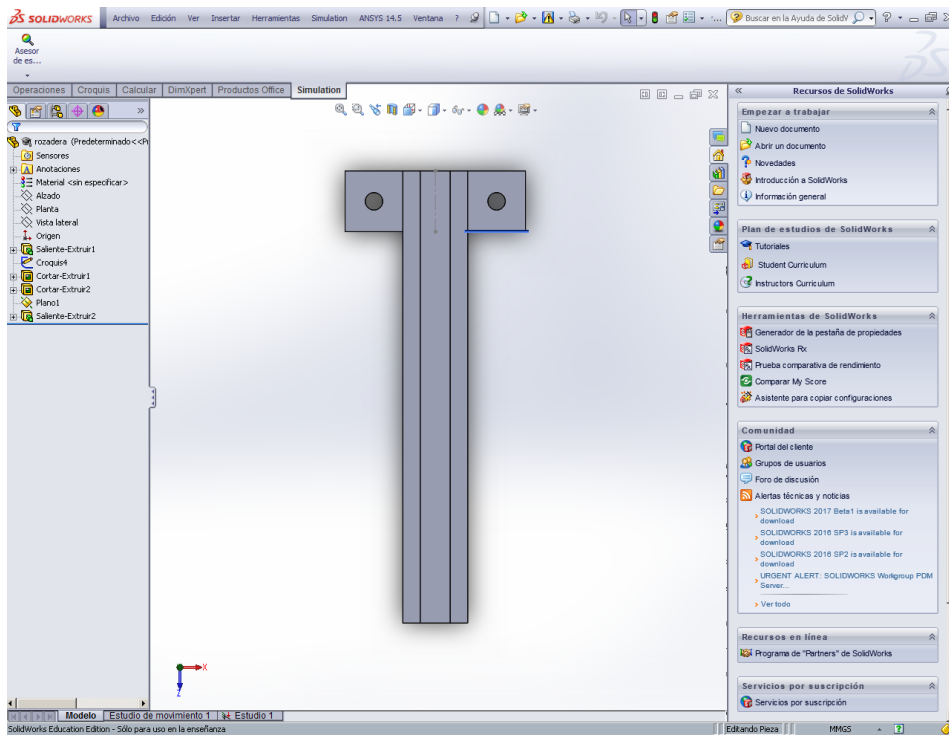 SOLIDWORKS Archivo Edición Ver Insertar Herramientas Simulation ANSYS 14.5 Ventana ? Buscar en la Ayuda de SolidW
Asesor
de es...
Operaciones Croquis Calcular DimXpert Productos Office Simulation
Recursos de SolidWorks
rozadera (Predeterminado<<Pr
Sensores
Anotaciones
Material <sin especificar>
Alzado
Planta
Vista lateral
Origen
Saliente-Extruir1
Croquis4
Cortar-Extruir1
Cortar-Extruir2
Plano1
Saliente-Extruir2
X
Z
Empezar a trabajar
Nuevo documento
Abrir un documento
Novedades
Introducción a SolidWorks
Información general
Plan de estudios de SolidWorks
Tutoriales
Student Curriculum
Instructors Curriculum
Herramientas de SolidWorks
Generador de la pestaña de propiedades
SolidWorks Rx
Prueba comparativa de rendimiento
Comparar My Score
Asistente para copiar configuraciones
Comunidad
Portal del cliente
Grupos de usuarios
Foro de discusión
Alertas técnicas y noticias
SOLIDWORKS 2017 Beta1 is available for
download
SOLIDWORKS 2016 SP3 is available for
download
SOLIDWORKS 2016 SP2 is available for
download
URGENT ALERT: SOLIDWORKS Workgroup PDM
Server...
Ver todo
Recursos en línea
Programa de "Partners" de SolidWorks
Servicios por suscripción
Servicios por suscripción
Modelo Estudio de movimiento 1 Estudio 1
SolidWorks Education Edition - Sólo para uso en la enseñanza
Editando Pieza MMGS